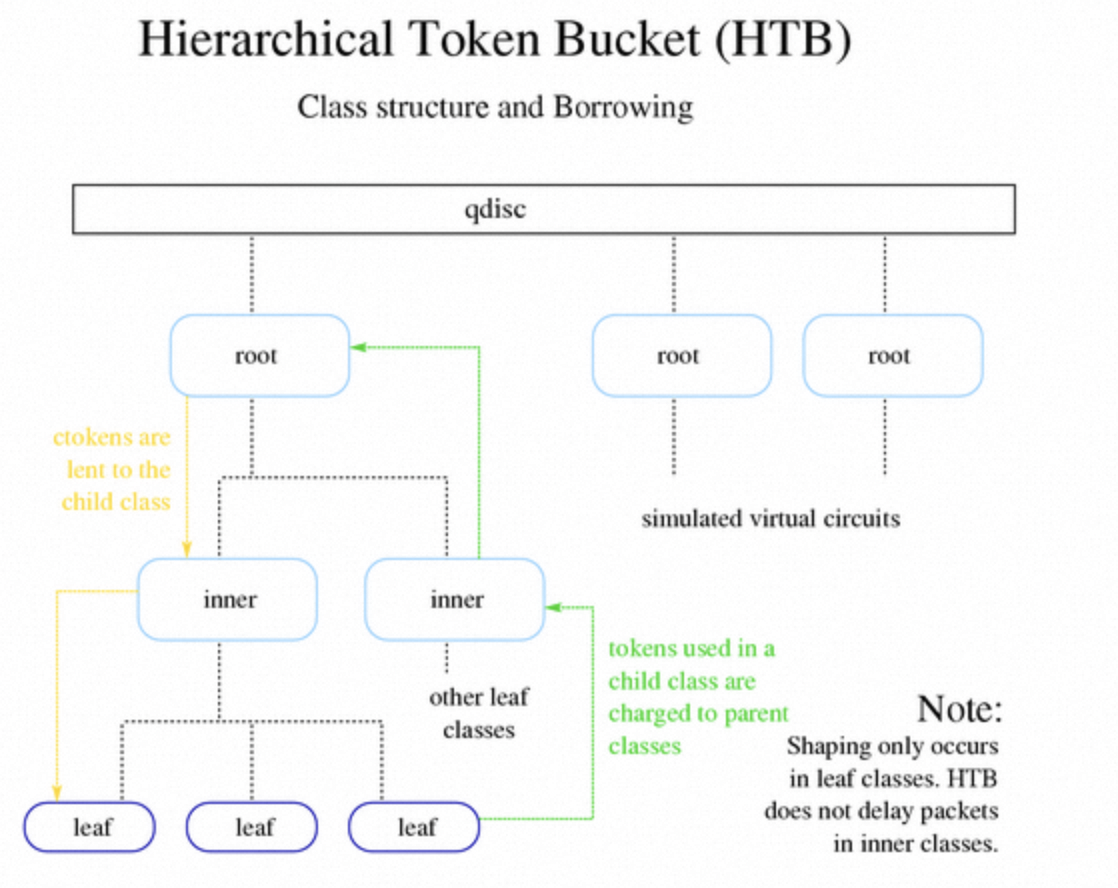 Hierarchical Token Bucket (HTB)
Class structure and Borrowing
qdisc
root
root
root
ctokens are
lent to the
child class
simulated virtual circuits
inner
inner
tokens used in a
child class are
charged to parent
classes
other leaf
classes
Note:
Shaping only occurs
in leaf classes. HTB
does not delay packets
in inner classes.
leaf
leaf
leaf